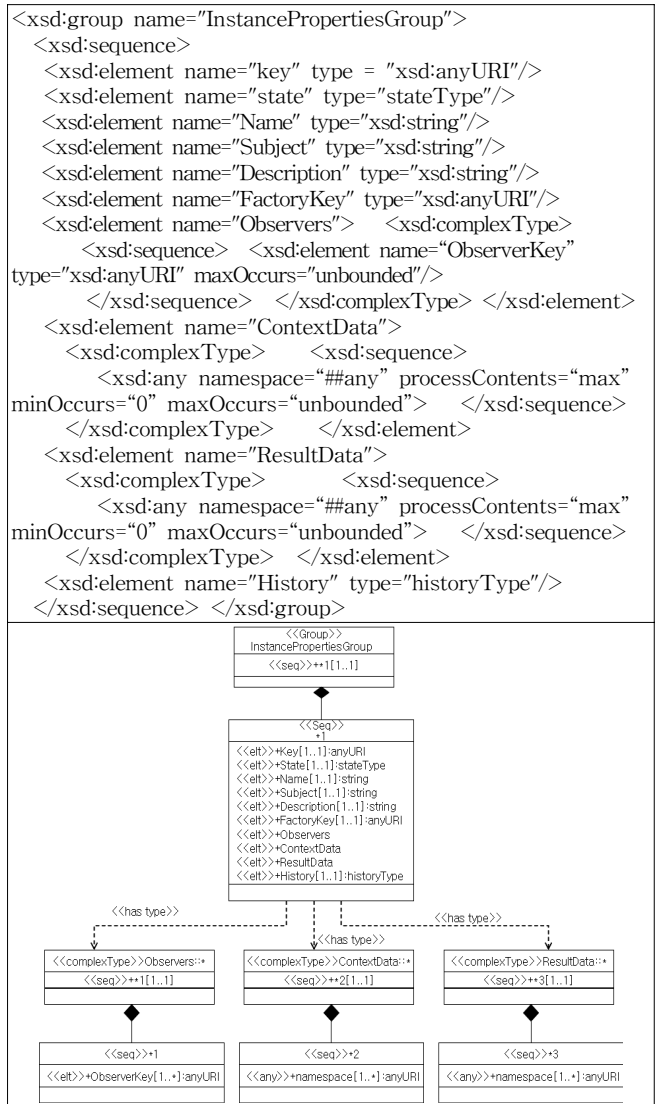 <xsd:group name="InstancePropertiesGroup">
<xsd:sequence>
<xsd:element name="key" type = "xsd:anyURI"/>
<xsd:element name="state" type="stateType"/>
<xsd:element name="Name" type="xsd:string"/>
<xsd:element name="Subject" type="xsd:string"/>
<xsd:element name="Description" type="xsd:string"/>
<xsd:element name="FactoryKey" type="xsd:anyURI"/>
<xsd:element name="Observers"> <xsd:complexType>
<xsd:sequence> <xsd:element name=“ObserverKey”
type="xsd:anyURI" maxOccurs="unbounded"/>
</xsd:sequence> </xsd:complexType> </xsd:element>
<xsd:element name="ContextData">
<xsd:complexType> <xsd:sequence>
<xsd:any namespace=“##any” processContents=“max”
minOccurs=“0” maxOccurs=“unbounded”> </xsd:sequence>
</xsd:complexType> </xsd:element>
<xsd:element name="ResultData">
<xsd:complexType> <xsd:sequence>
<xsd:any namespace=“##any” processContents=“max”
minOccurs=“0” maxOccurs=“unbounded”> </xsd:sequence>
</xsd:complexType> </xsd:element>
<xsd:element name="History" type="historyType"/>
</xsd:sequence> </xsd:group>
<<Group>>
InstancePropertiesGroup
<<seq>>+*1[1..1]
<<Seq>>
*1
<<elt>>+Key[1..1]:anyURI
<<elt>>+State[1..1]:stateType
<<elt>>+Name[1..1]:string
<<elt>>+Subject[1..1]:string
<<elt>>+Description[1..1]:string
<<elt>>+FactoryKey[1..1]:anyURI
<<elt>>+Observers
<<elt>>+ContextData
<<elt>>+ResultData
<<elt>>+History[1..1]:historyType
<<has type>>
<<has type>>
<<has type>>
<<complexType>>Observers::*
<<seq>>+*1[1..1]
<<complexType>>ContextData::*
<<seq>>+*2[1..1]
<<complexType>>ResultData::*
<<seq>>+*3[1..1]
<<seq>>*1
<<elt>>+ObserverKey[1..*]:anyURI
<<seq>>*2
<<any>>+namespace[1..*]:anyURI
<<seq>>*3
<<any>>+namespace[1..*]:anyURI